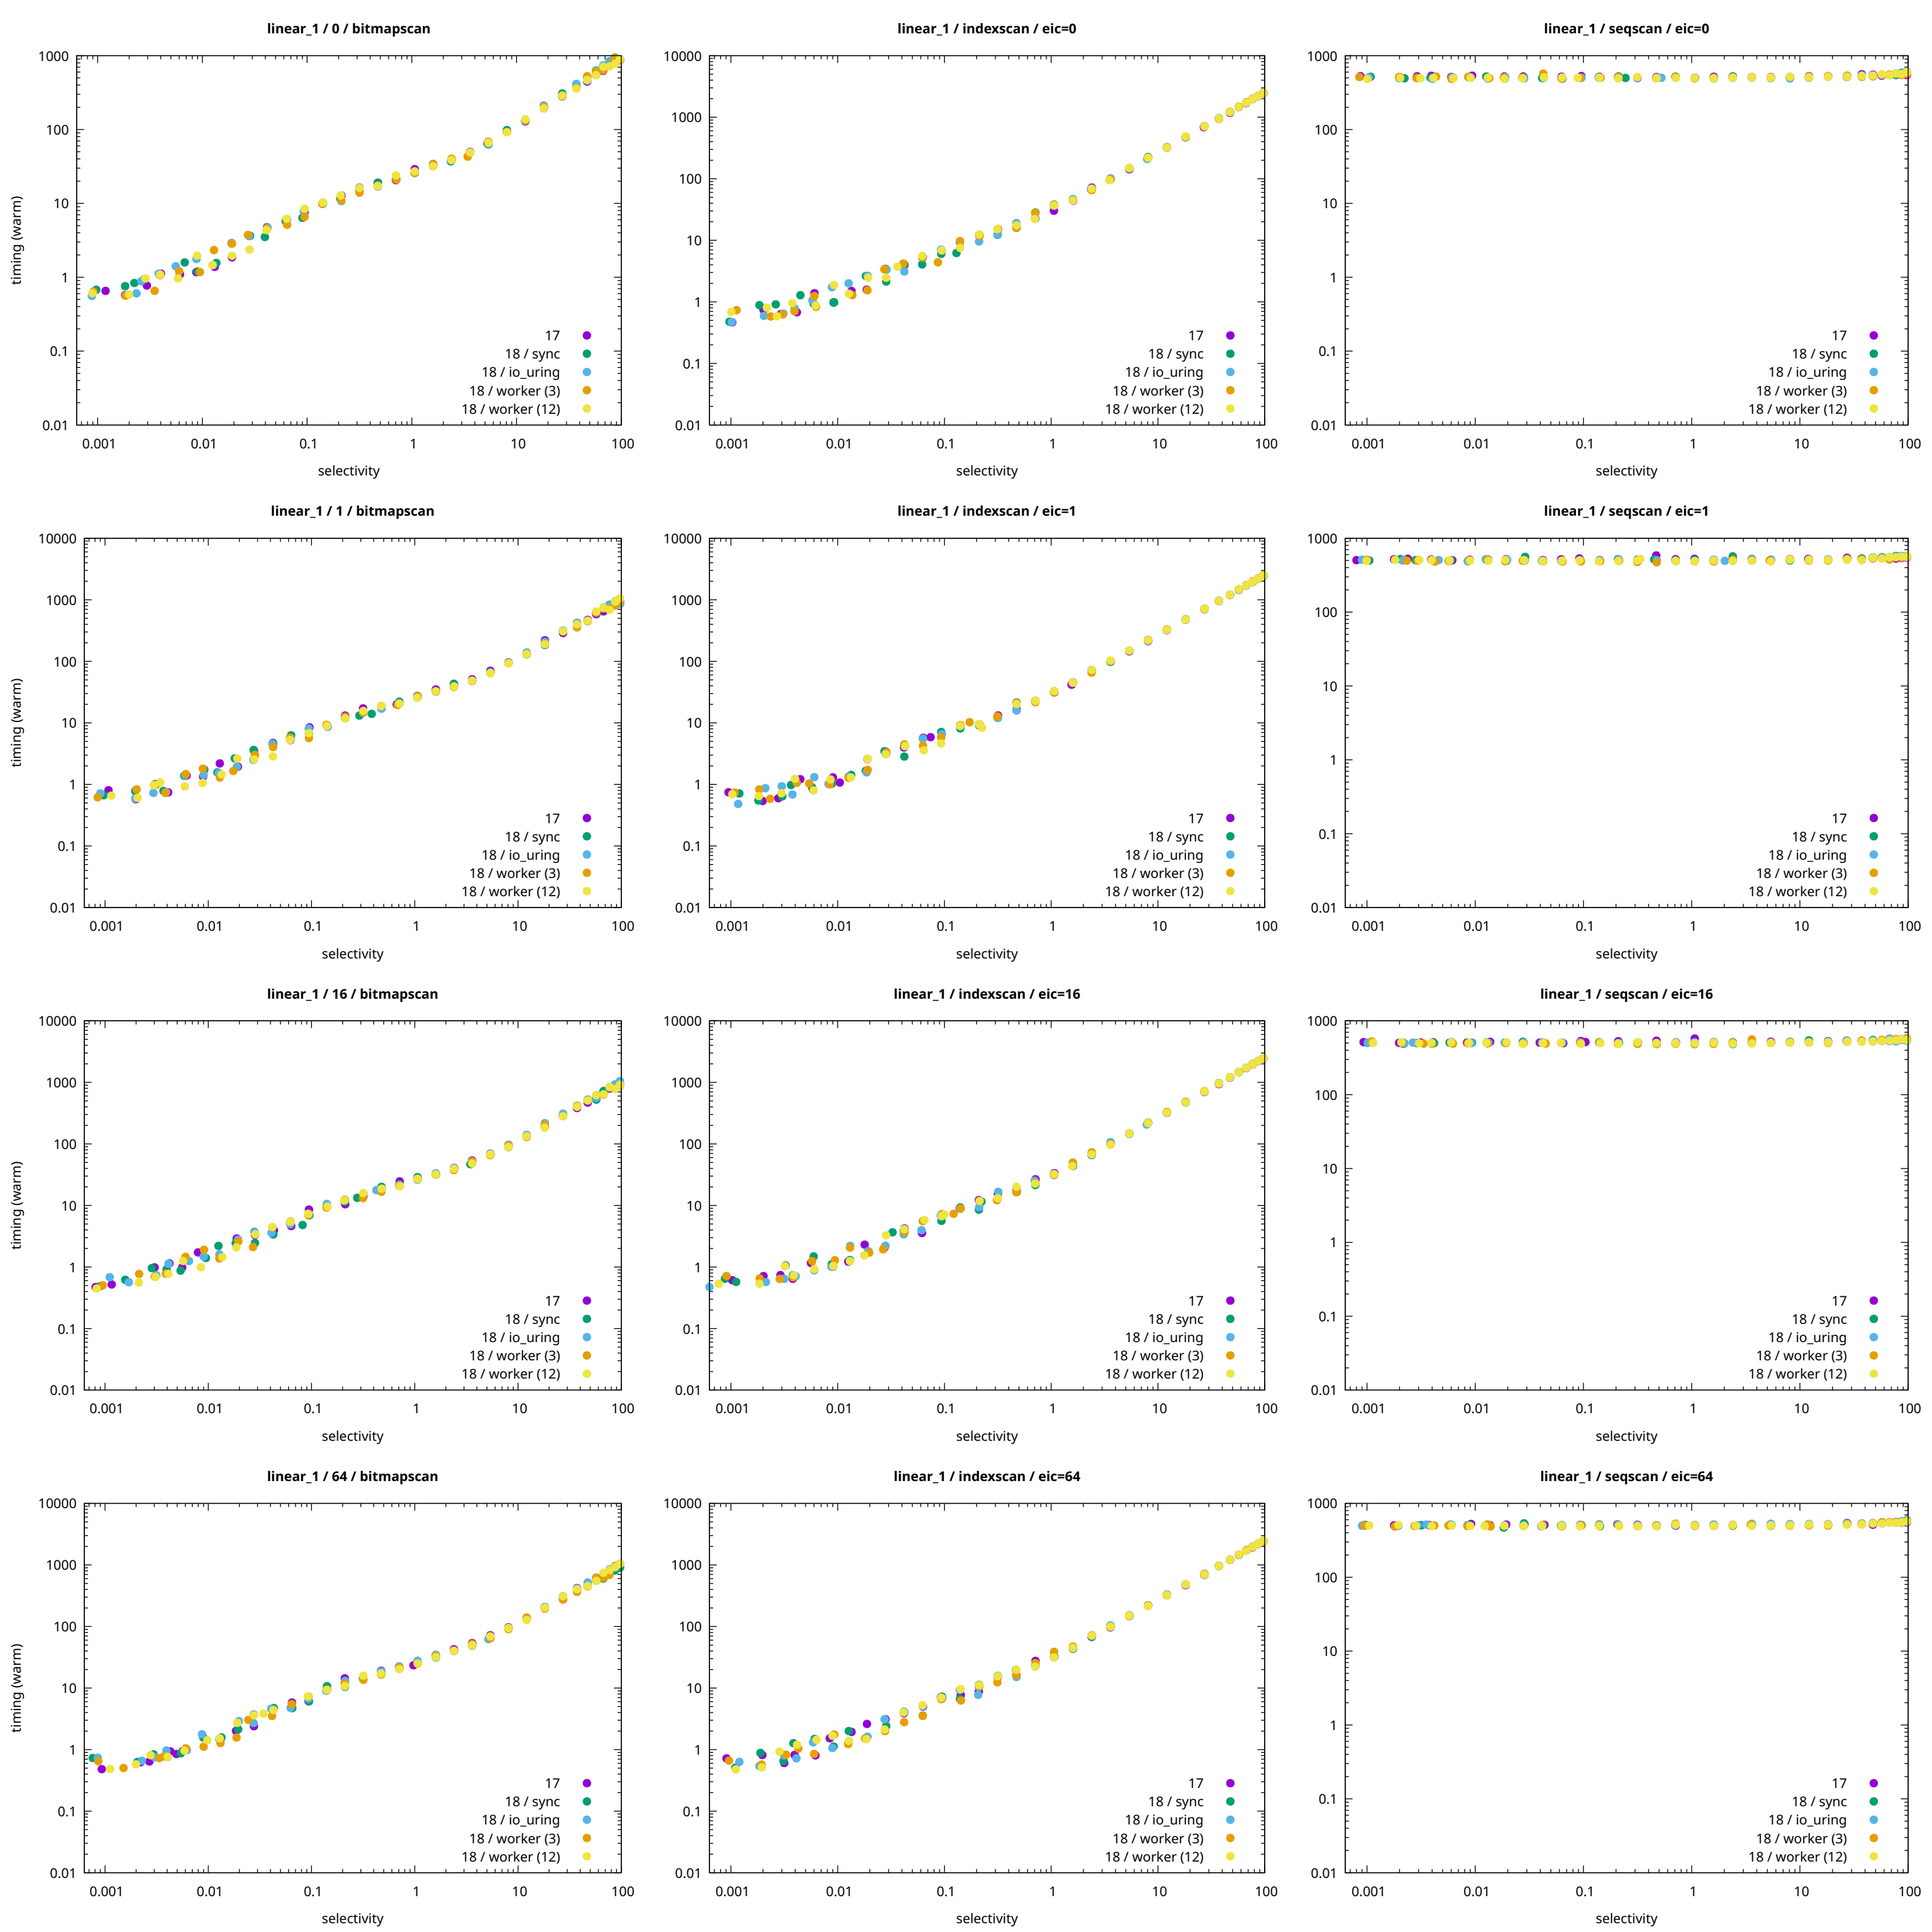 linear_1 / 0 / bitmapscan
1000
100
10
1
0.1
0.01
timing (warm)
17
18 / sync
18 / io_uring
18 / worker (3)
18 / worker (12)
0.001 0.01 0.1 1 10 100
selectivity
linear_1 / indexscan / eic=0
10000
1000
100
10
1
0.1
0.01
17
18 / sync
18 / io_uring
18 / worker (3)
18 / worker (12)
0.001 0.01 0.1 1 10 100
selectivity
linear_1 / seqscan / eic=0
1000
100
10
1
0.1
0.01
17
18 / sync
18 / io_uring
18 / worker (3)
18 / worker (12)
0.001 0.01 0.1 1 10 100
selectivity
linear_1 / 1 / bitmapscan
10000
1000
100
10
1
0.1
0.01
timing (warm)
17
18 / sync
18 / io_uring
18 / worker (3)
18 / worker (12)
0.001 0.01 0.1 1 10 100
selectivity
linear_1 / indexscan / eic=1
10000
1000
100
10
1
0.1
0.01
17
18 / sync
18 / io_uring
18 / worker (3)
18 / worker (12)
0.001 0.01 0.1 1 10 100
selectivity
linear_1 / seqscan / eic=1
1000
100
10
1
0.1
0.01
17
18 / sync
18 / io_uring
18 / worker (3)
18 / worker (12)
0.001 0.01 0.1 1 10 100
selectivity
linear_1 / 16 / bitmapscan
10000
1000
100
10
1
0.1
0.01
timing (warm)
17
18 / sync
18 / io_uring
18 / worker (3)
18 / worker (12)
0.001 0.01 0.1 1 10 100
selectivity
linear_1 / indexscan / eic=16
10000
1000
100
10
1
0.1
0.01
17
18 / sync
18 / io_uring
18 / worker (3)
18 / worker (12)
0.001 0.01 0.1 1 10 100
selectivity
linear_1 / seqscan / eic=16
1000
100
10
1
0.1
0.01
17
18 / sync
18 / io_uring
18 / worker (3)
18 / worker (12)
0.001 0.01 0.1 1 10 100
selectivity
linear_1 / 64 / bitmapscan
10000
1000
100
10
1
0.1
0.01
timing (warm)
17
18 / sync
18 / io_uring
18 / worker (3)
18 / worker (12)
0.001 0.01 0.1 1 10 100
selectivity
linear_1 / indexscan / eic=64
10000
1000
100
10
1
0.1
0.01
17
18 / sync
18 / io_uring
18 / worker (3)
18 / worker (12)
0.001 0.01 0.1 1 10 100
selectivity
linear_1 / seqscan / eic=64
1000
100
10
1
0.1
0.01
17
18 / sync
18 / io_uring
18 / worker (3)
18 / worker (12)
0.001 0.01 0.1 1 10 100
selectivity